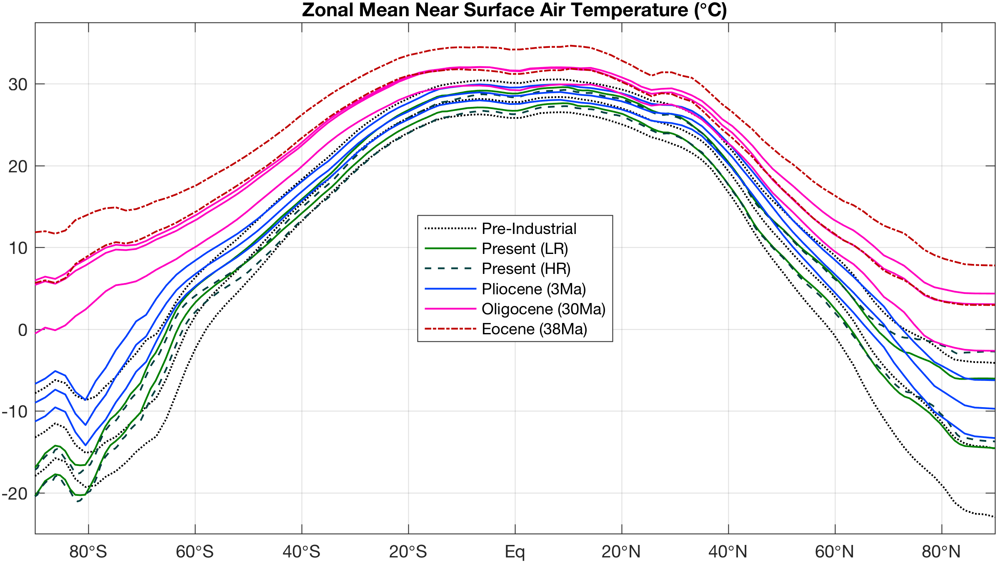 Zonal Mean Near Surface Air Temperature (°C)
30
20
10
0
-10
-20
Pre-Industrial
Present (LR)
Present (HR)
Pliocene (3Ma)
Oligocene (30Ma)
Eocene (38Ma)
80°S 60°S 40°S 20°S Eq 20°N 40°N 60°N 80°N